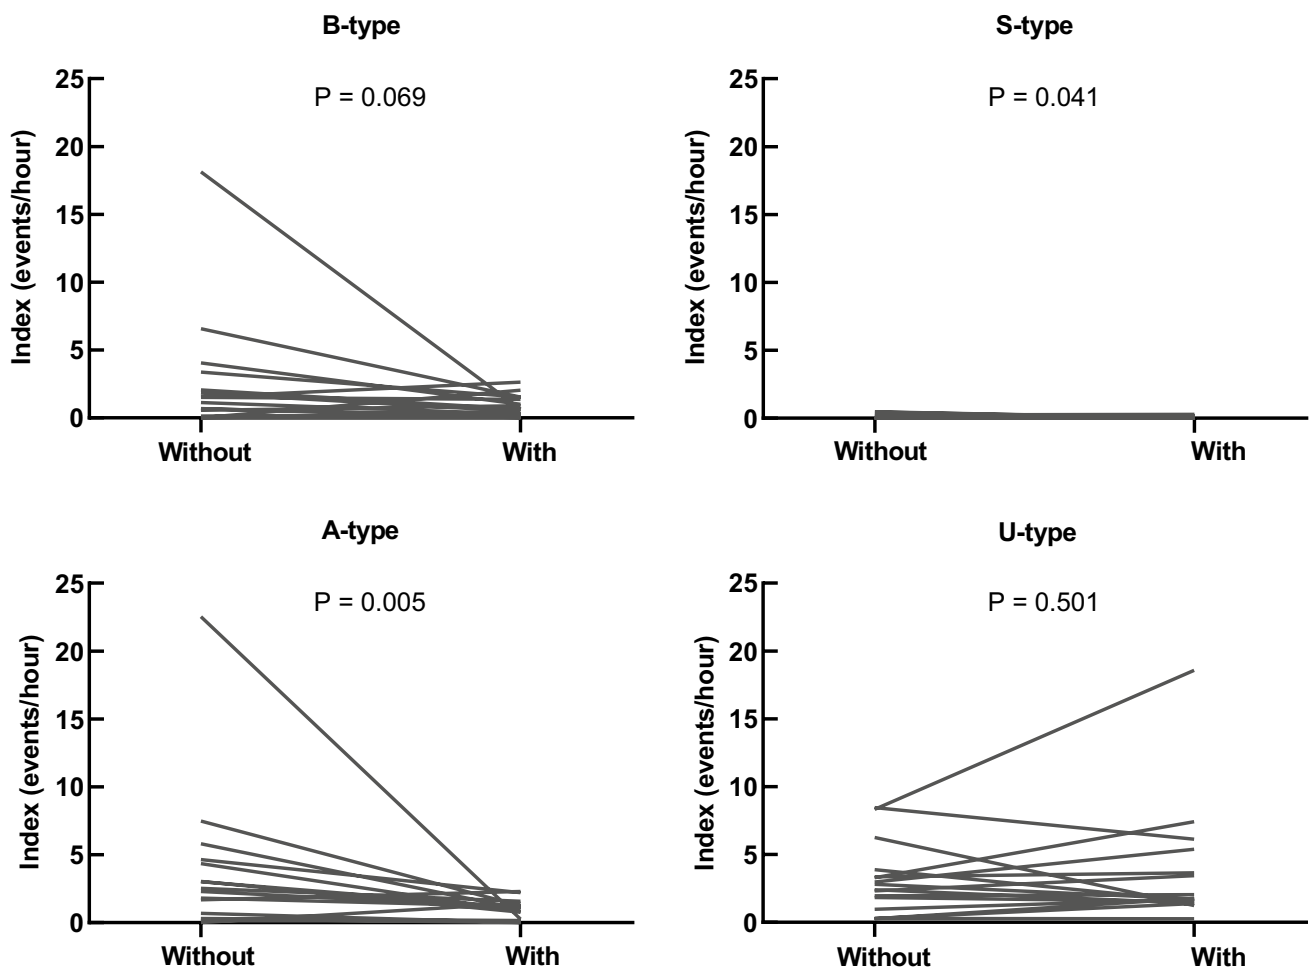 B-type
P = 0.069
Index (events/hour)
25
20
15
10
5
0
Without With
S-type
P = 0.041
Index (events/hour)
25
20
15
10
5
0
Without With
A-type
P = 0.005
Index (events/hour)
25
20
15
10
5
0
Without With
U-type
P = 0.501
Index (events/hour)
25
20
15
10
5
0
Without With